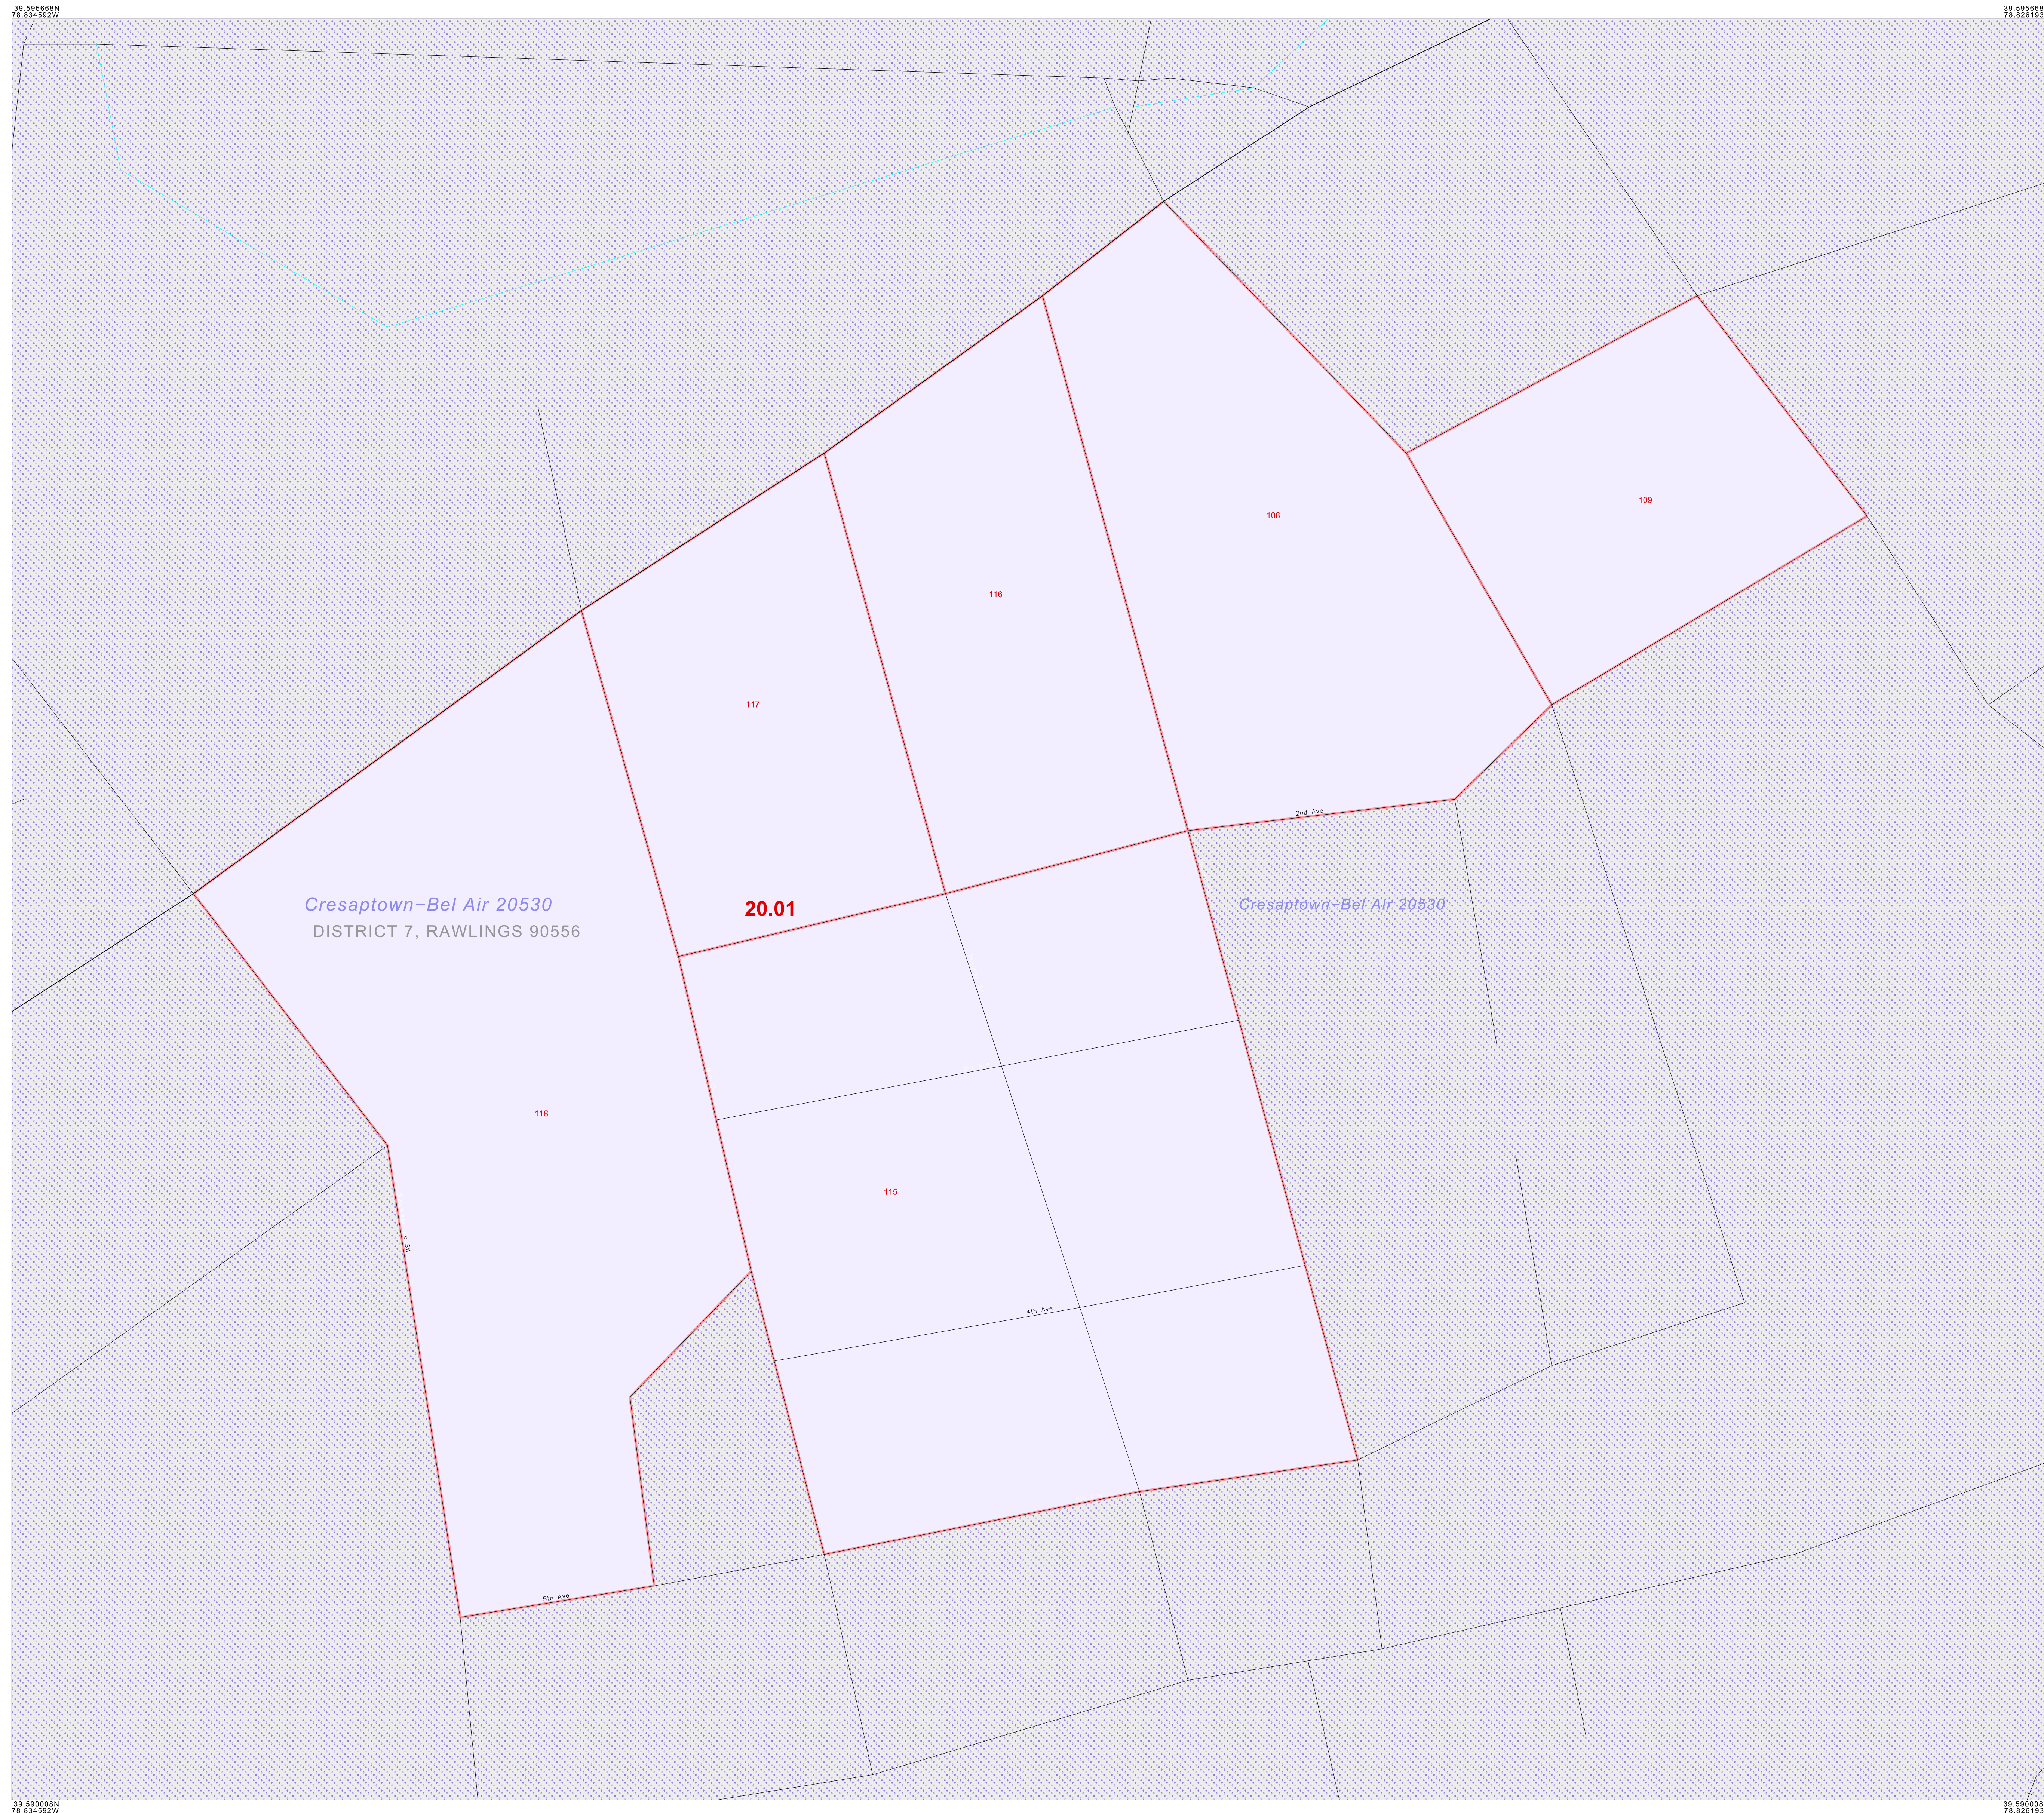 39.595668N
78.834592W
39.595668
78.826193
109
108
116
117
2nd Ave
Cresaptown-Bel Air 20530
20.01
Cresaptown-Bel Air 20530
DISTRICT 7, RAWLINGS 90556
118
115
c SW
4th Ave
5th Ave
39.590008N
78.834592W
39.590008
78.826193